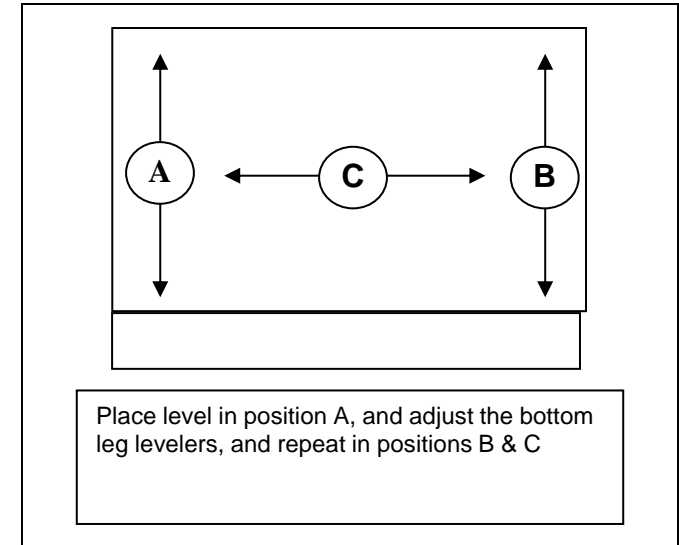 A
C
B
Place level in position A, and adjust the bottom
leg levelers, and repeat in positions B & C